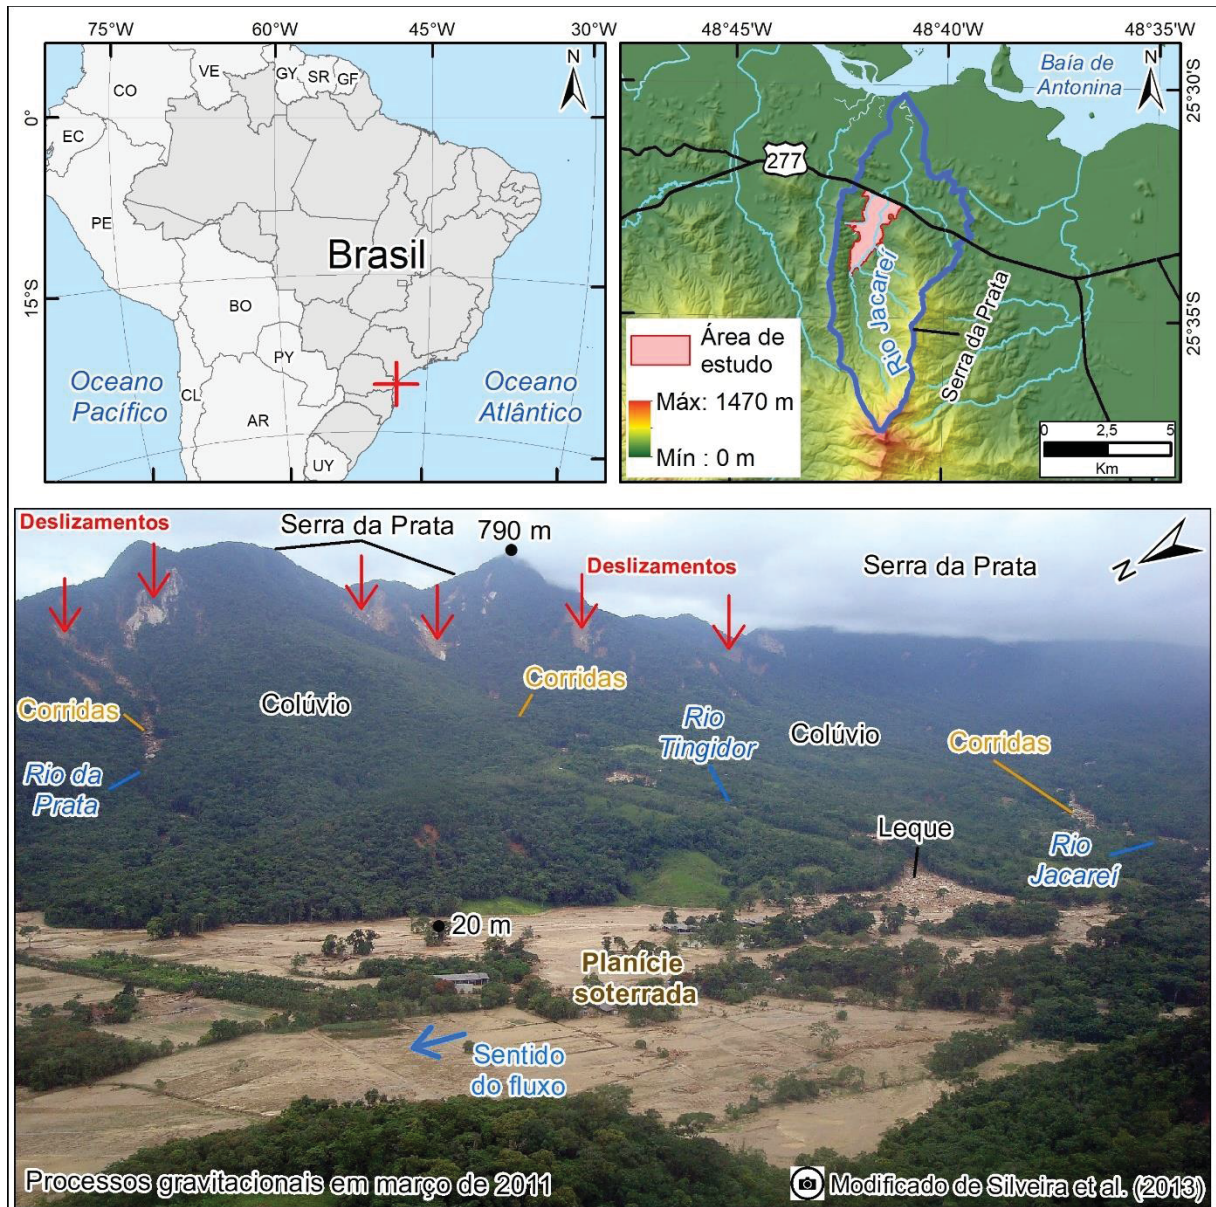 75°W
60°W
45°W
30°W
N
VE
GY
SR
GF
CO
0°
EC
PE
Brasil
15°S
BO
PY
Oceano
Pacífico
CL
Oceano
Atlântico
AR
UY
48°45'W
48°40'W
48°35'W
Baía de
Antonina
N
25°30'S
277
Rio Jacareí
Serra da Prata
25°35'S
Área de
estudo
Máx: 1470 m
Mín : 0 m
0
2,5
5
Km
Deslizamentos
Serra da Prata
790 m
Deslizamentos
Serra da Prata
N
Corridas
Colúvio
Corridas
Rio
Tingidor
Colúvio
Corridas
Rio da
Prata
Leque
Rio
Jacareí
20 m
Planície
soterrada
Sentido
do fluxo
Processos gravitacionais em março de 2011
Modificado de Silveira et al. (2013)